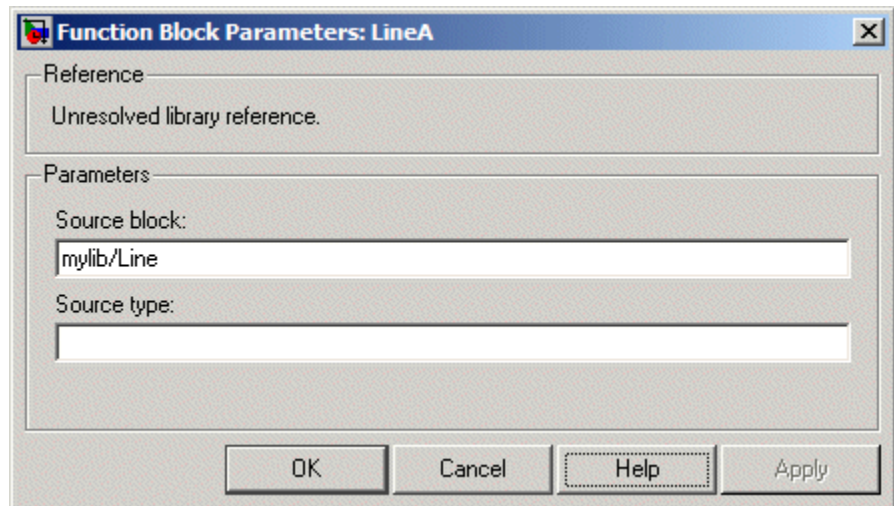 Function Block Parameters: LineA
Reference
Unresolved library reference.
Parameters
Source block:
mylib/Line
Source type:
OK Cancel Help Apply